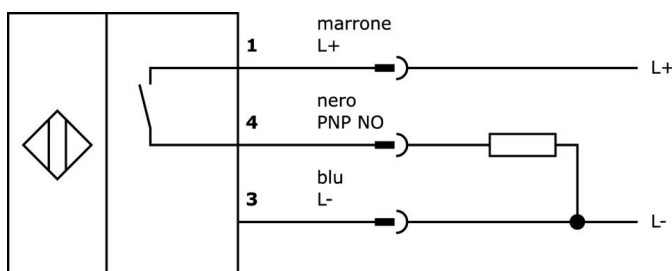 marrone
1 L+
L+
nero
4 PNP NO
blu
3 L-
L-